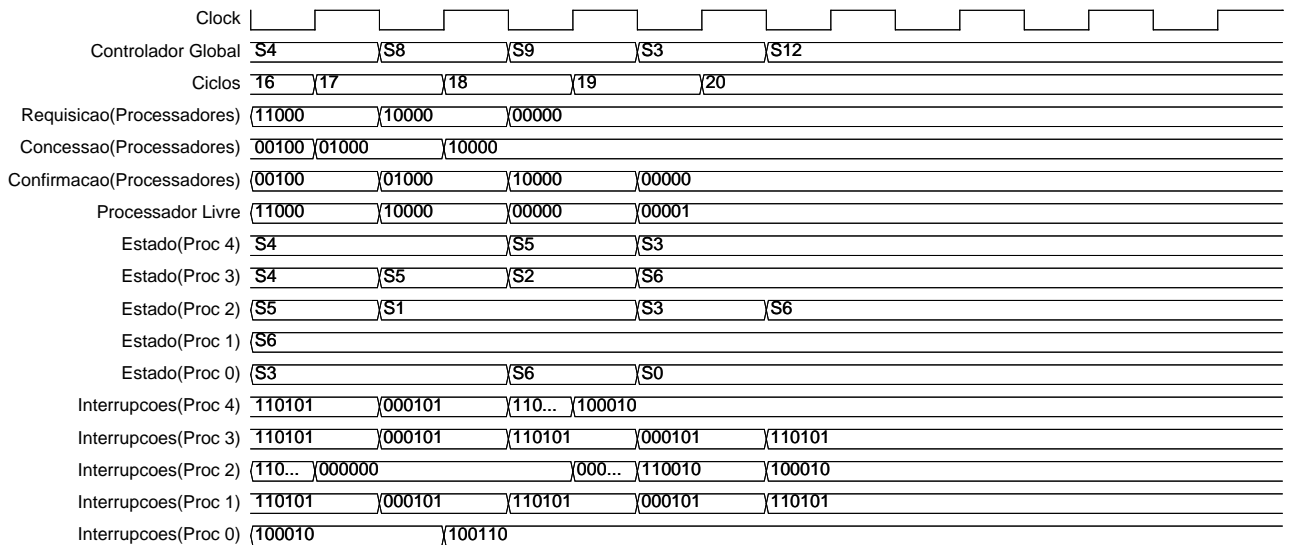 Clock
Controlador Global S4 S8 S9 S3 S12
Ciclos 16 17 18 19 20
Requisicao(Processadores) 11000 10000 00000
Concessao(Processadores) 00100 01000 10000
Confirmacao(Processadores) 00100 01000 10000 00000
Processador Livre 11000 10000 00000 00001
Estado(Proc 4) S4 S5 S3
Estado(Proc 3) S4 S5 S2 S6
Estado(Proc 2) S5 S1 S3 S6
Estado(Proc 1) S6
Estado(Proc 0) S3 S6 S0
Interrupcoes(Proc 4) 110101 000101 110... 100010
Interrupcoes(Proc 3) 110101 000101 110101 000101 110101
Interrupcoes(Proc 2) 110... 000000 000... 110010 100010
Interrupcoes(Proc 1) 110101 000101 110101 000101 110101
Interrupcoes(Proc 0) 100010 100110